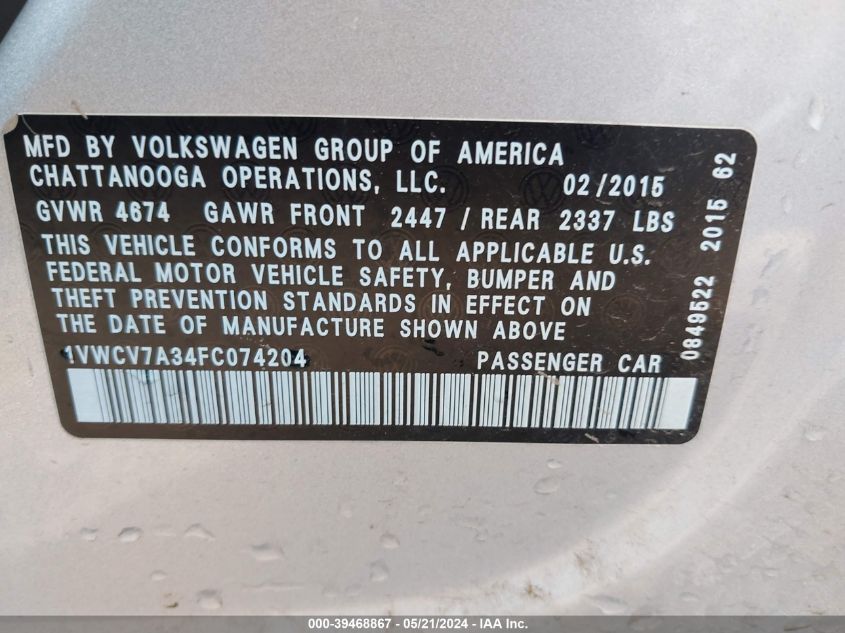 MFD BY VOLKSWAGEN GROUP OF AMERICA
CHATTANOOGA OPERATIONS, LLC. 02/2015
GVWR 4674 GAWR FRONT 2447 / REAR 2337 LBS
THIS VEHICLE CONFORMS TO ALL APPLICABLE U.S.
FEDERAL MOTOR VEHICLE SAFETY, BUMPER AND
THEFT PREVENTION STANDARDS IN EFFECT ON
THE DATE OF MANUFACTURE SHOWN ABOVE
1VWCV7A34FC074204 PASSENGER CAR
0849522 2015 62
000-39468867 - 05/21/2024 - IAA Inc.